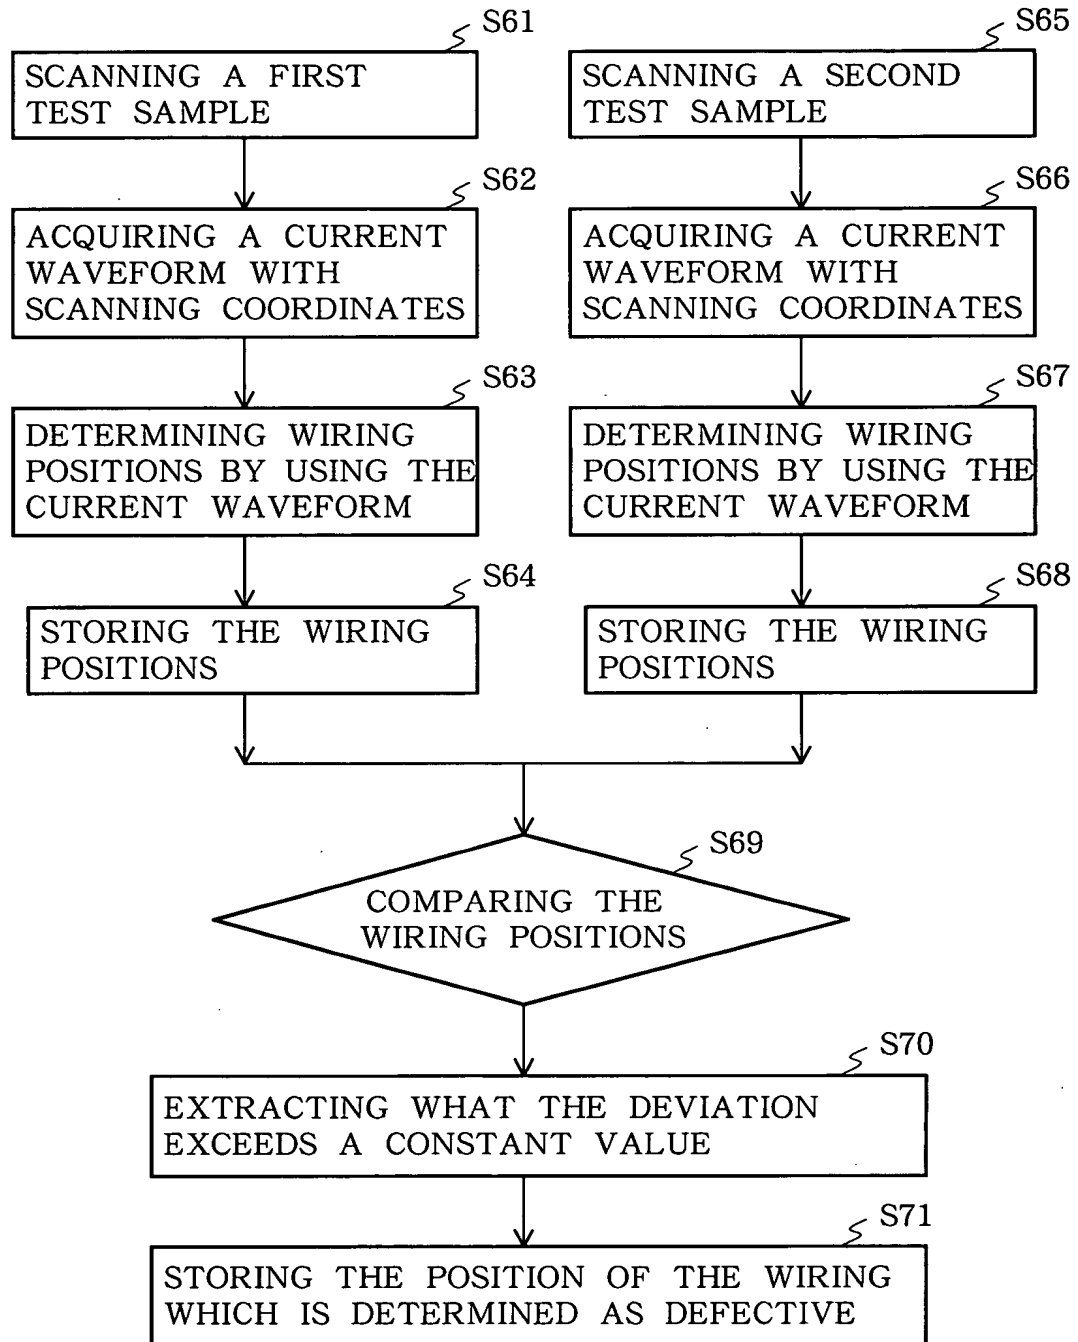 S61
SCANNING A FIRST
TEST SAMPLE
S62
ACQUIRING A CURRENT
WAVEFORM WITH
SCANNING COORDINATES
S63
DETERMINING WIRING
POSITIONS BY USING THE
CURRENT WAVEFORM
S64
STORING THE WIRING
POSITIONS
S65
SCANNING A SECOND
TEST SAMPLE
S66
ACQUIRING A CURRENT
WAVEFORM WITH
SCANNING COORDINATES
S67
DETERMINING WIRING
POSITIONS BY USING THE
CURRENT WAVEFORM
S68
STORING THE WIRING
POSITIONS
S69
COMPARING THE
WIRING POSITIONS
S70
EXTRACTING WHAT THE DEVIATION
EXCEEDS A CONSTANT VALUE
S71
STORING THE POSITION OF THE WIRING
WHICH IS DETERMINED AS DEFECTIVE